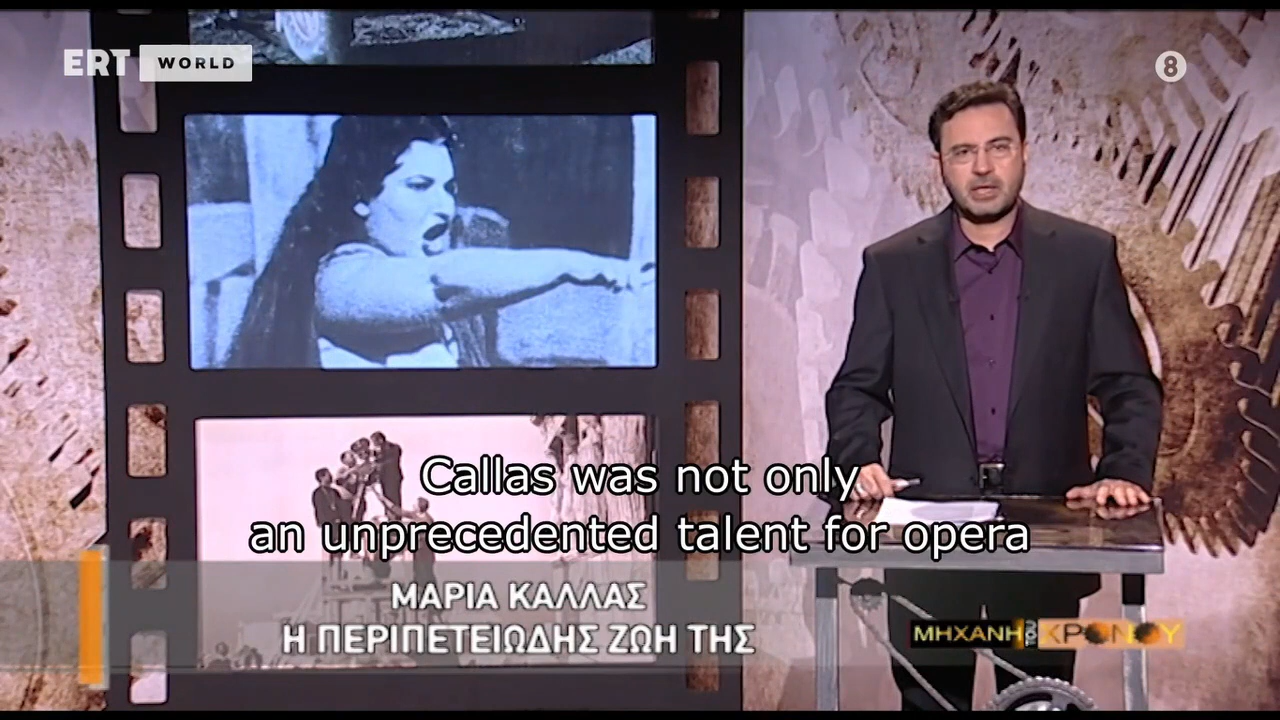 ERT WORLD
8
Callas was not only
an unprecedented talent for opera
ΜΑΡΙΑ ΚΑΛΛΑΣ
Η ΠΕΡΙΠΕΤΕΙΩΔΗΣ ΖΩΗ ΤΗΣ
ΜΗΧΑΝΗ ΤΟΥ ΧΡΟΝΟΥ